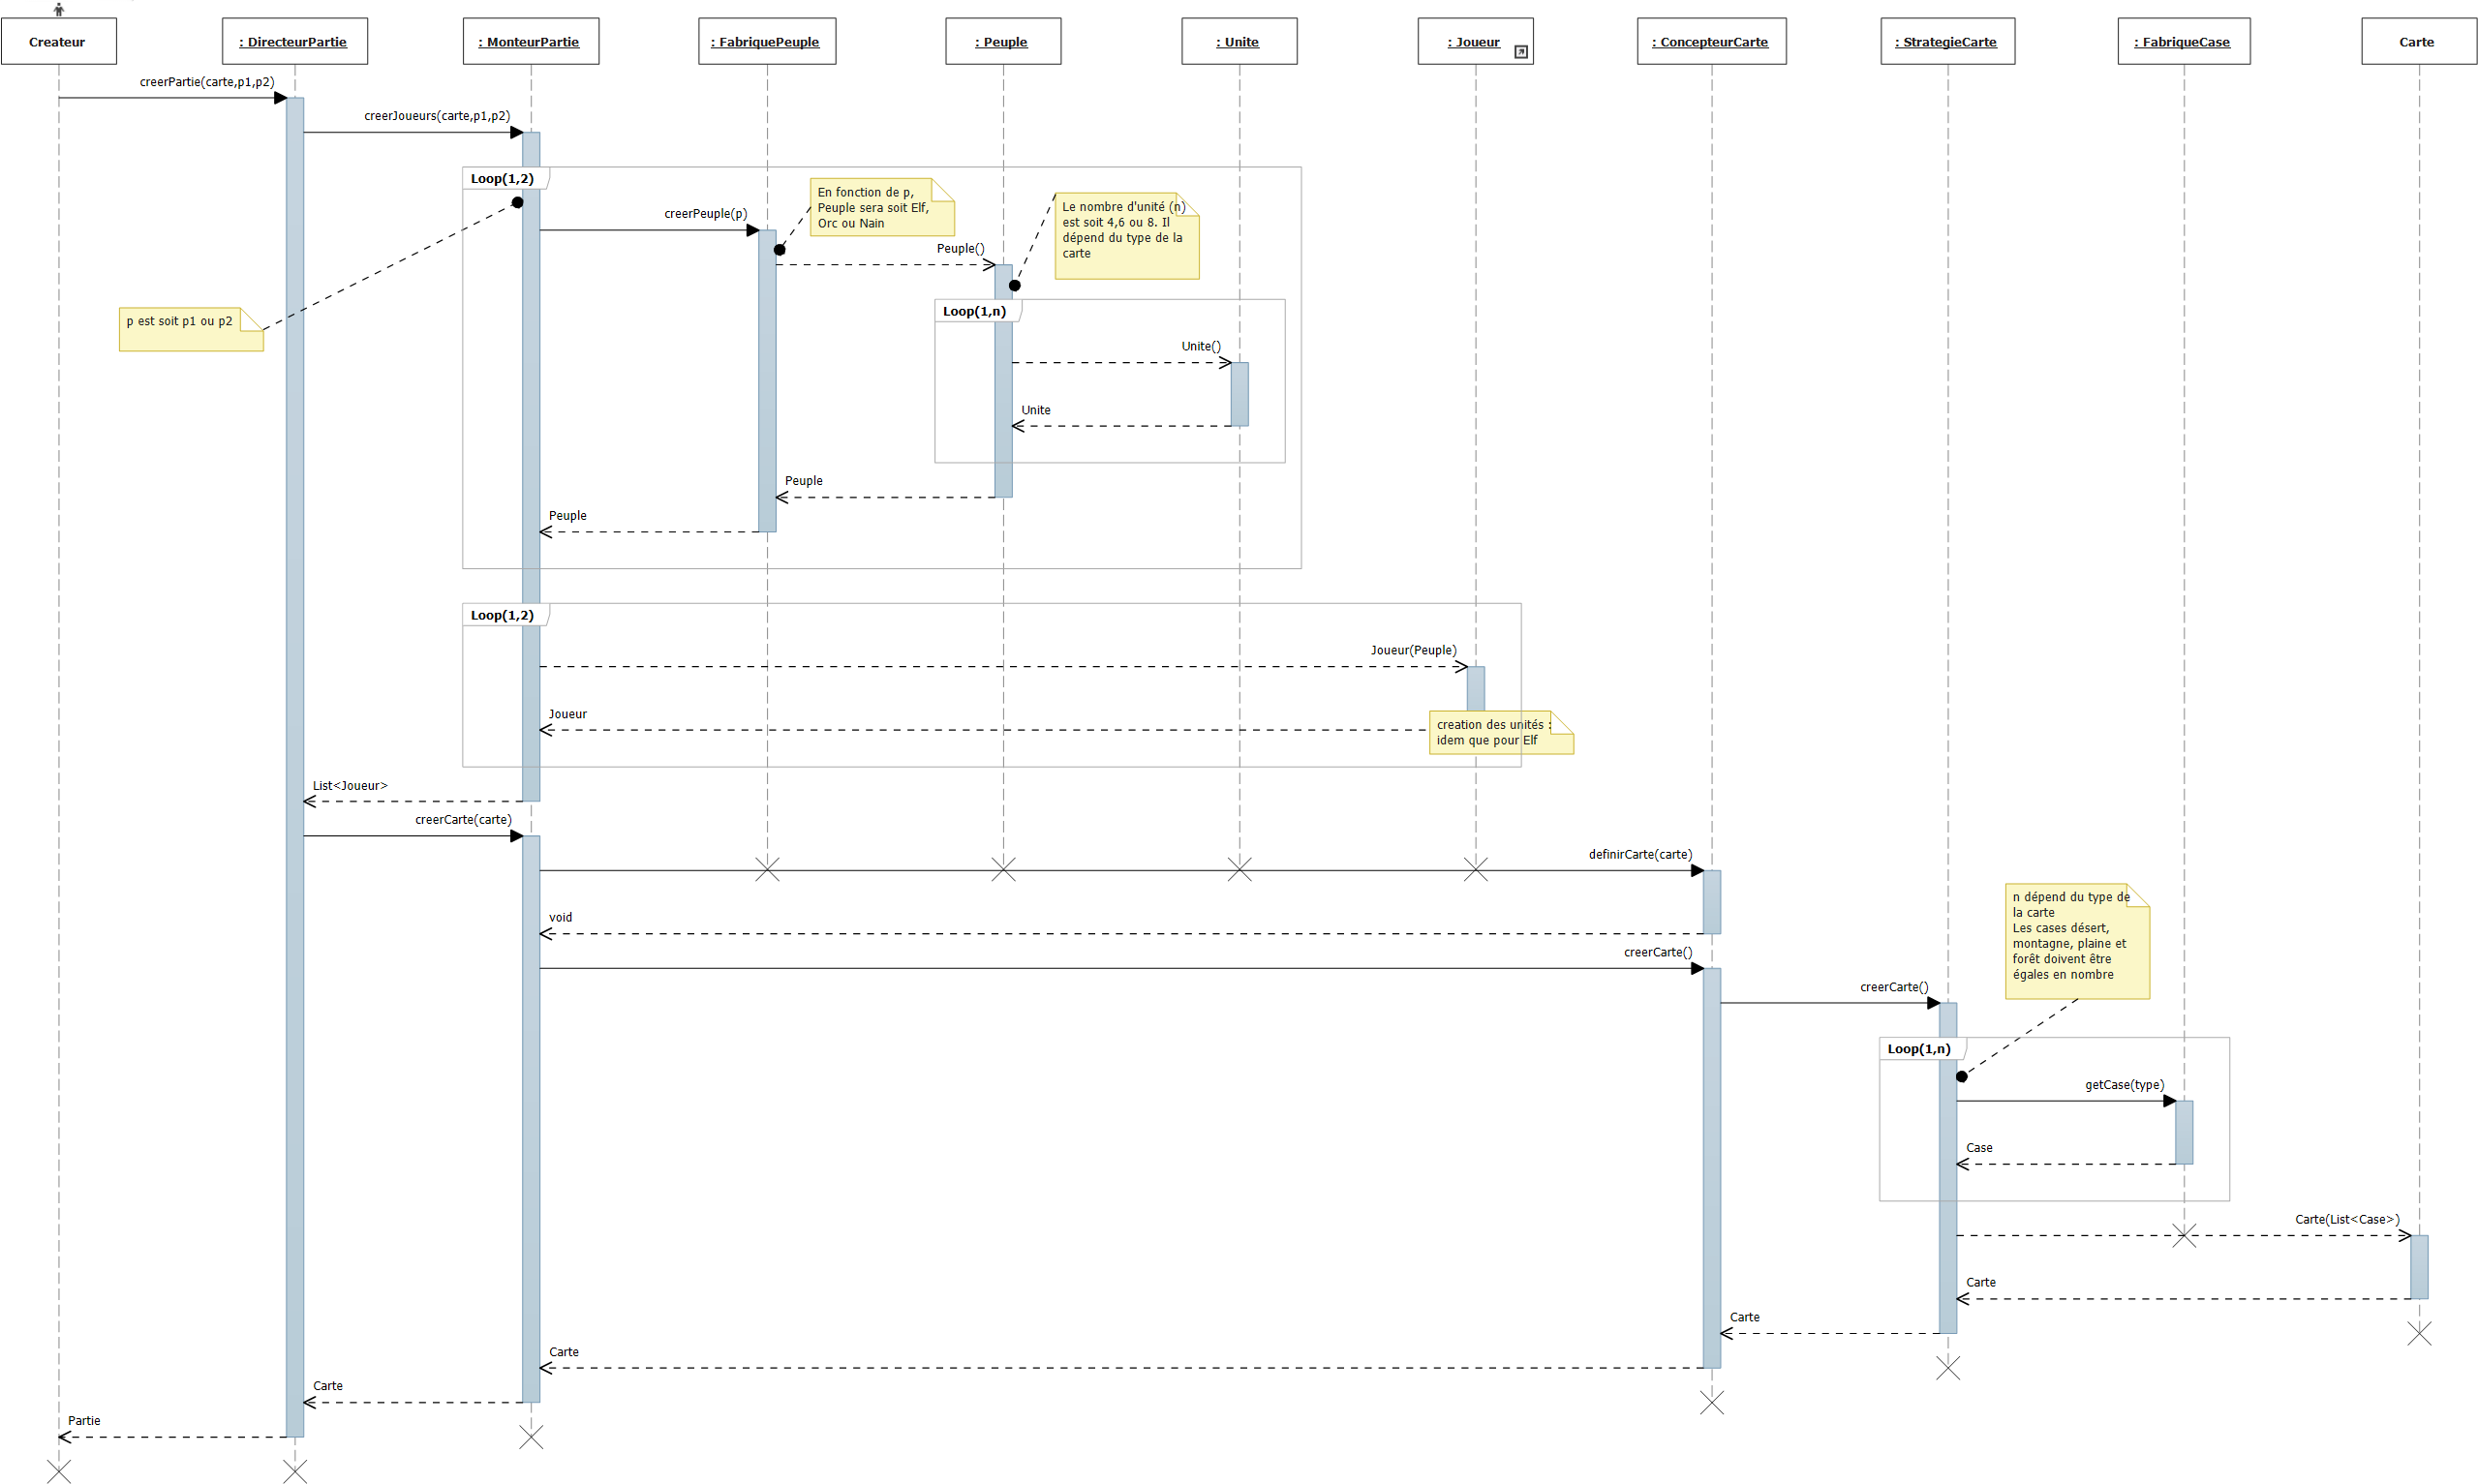 Createur
: DirecteurPartie
: MonteurPartie
: FabriquePeuple
: Peuple
: Unite
: Joueur
: ConcepteurCarte
: StrategieCarte
: FabriqueCase
Carte
creerPartie(carte,p1,p2)
creerJoueurs(carte,p1,p2)
Loop(1,2)
En fonction de p,
Peuple sera soit Elf,
Orc ou Nain
Le nombre d'unité (n)
est soit 4,6 ou 8. Il
dépend du type de la
carte
creerPeuple(p)
Peuple()
p est soit p1 ou p2
Loop(1,n)
Unite()
Unite
Peuple
Peuple
Loop(1,2)
Joueur(Peuple)
Joueur
creation des unités :
idem que pour Elf
List<Joueur>
creerCarte(carte)
definirCarte(carte)
void
n dépend du type de
la carte
Les cases désert,
montagne, plaine et
forêt doivent être
égales en nombre
creerCarte()
creerCarte()
Loop(1,n)
getCase(type)
Case
Carte(List<Case>)
Carte
Carte
Carte
Carte
Partie